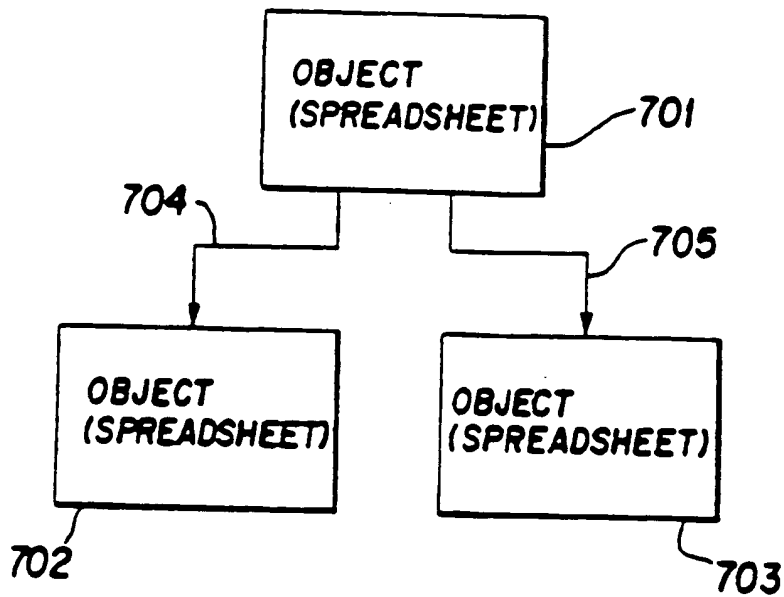 OBJECT
(SPREADSHEET)
701
704
705
OBJECT
(SPREADSHEET)
OBJECT
(SPREADSHEET)
702
703